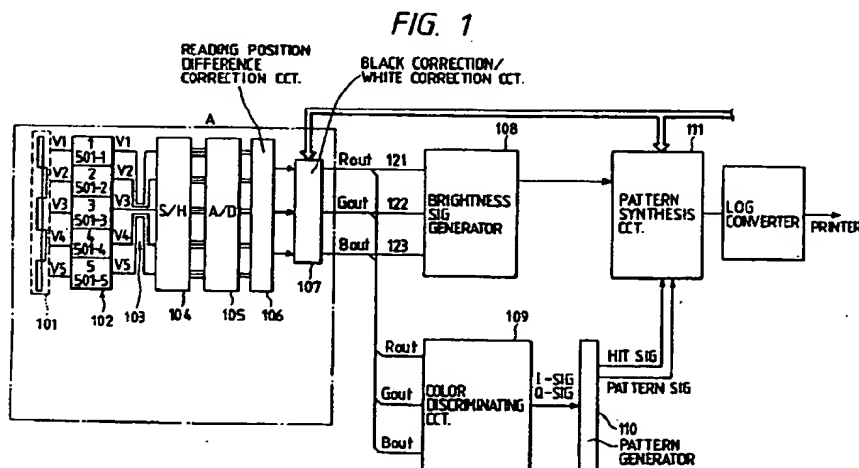 FIG. 1
READING POSITION
DIFFERENCE
CORRECTION CCT.
BLACK CORRECTION/
WHITE CORRECTION CCT.
A
108
111
V1
1
501-1
V1
V2
2
501-2
V2
V3
3
501-3
V3
V4
4
501-4
V4
V5
5
501-5
V5
S/H
A/D
Rout 121
Gout 122
Bout 123
BRIGHTNESS
SIG
GENERATOR
PATTERN
SYNTHESIS
CCT.
LOG
CONVERTER
PRINTER
101
102
103
104
105
106
107
109
Rout
Gout
Bout
COLOR
DISCRIMINATING
CCT.
I-SIG
Q-SIG
HIT SIG
PATTERN SIG
110
PATTERN
GENERATOR